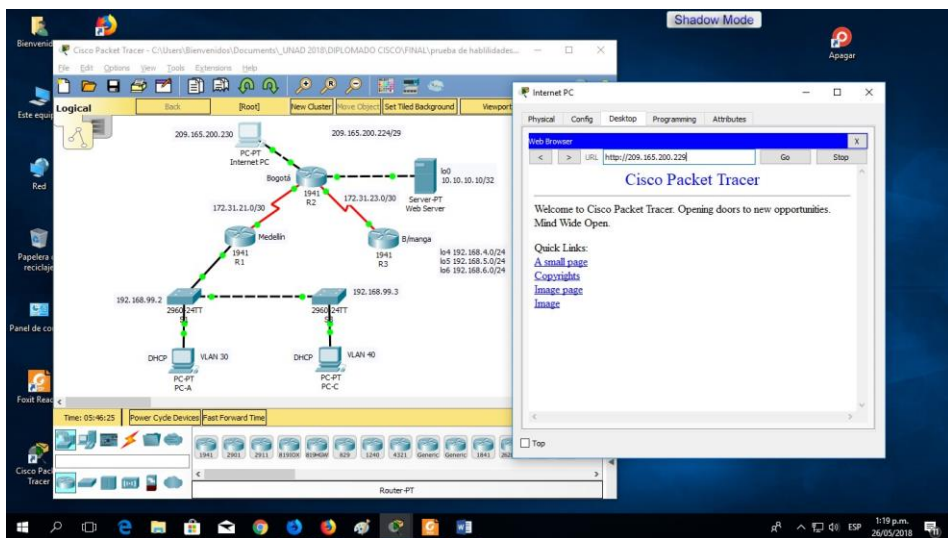 Shadow Mode
Bienvenid
Apagar
Este equip
Red
Papelera
reciclaje
Panel de co
Foxit Read
Cisco Pack
Tracer
Cisco Packet Tracer - C:\Users\Bienvenidos\Documents\_UNAD 2018\DIPLOMADO CISCO\FINAL\prueba de habilidades...
File Edit Options View Tools Extensions Help
Logical Back [Root] New Cluster Move Object Set Tiled Background Viewport
209.165.200.230
209.165.200.224/29
PC-PT
Internet PC
Bogotá
1941
R2
lo0
10.10.10.10/32
Server-PT
Web Server
172.31.21.0/30
172.31.23.0/30
Medellin
1941
R1
B/manga
1941
R3
lo4 192.168.4.0/24
lo5 192.168.5.0/24
lo6 192.168.6.0/24
192.168.99.2
2960-24TT
192.168.99.3
2960-24TT
DHCP
VLAN 30
PC-PT
PC-A
DHCP
VLAN 40
PC-PT
PC-C
Time: 05:46:25 Power Cycle Devices Fast Forward Time
1941 2901 2911 819IOX 819HGW 829 1240 4321 Generic Generic 1841
Router-PT
Internet PC
Physical Config Desktop Programming Attributes
Web Browser X
< > URL http://209.165.200.229 Go Stop
Cisco Packet Tracer
Welcome to Cisco Packet Tracer. Opening doors to new opportunities.
Mind Wide Open.
Quick Links:
A small page
Copyrights
Image page
Image
Top
ESP
1:19 p.m.
26/05/2018